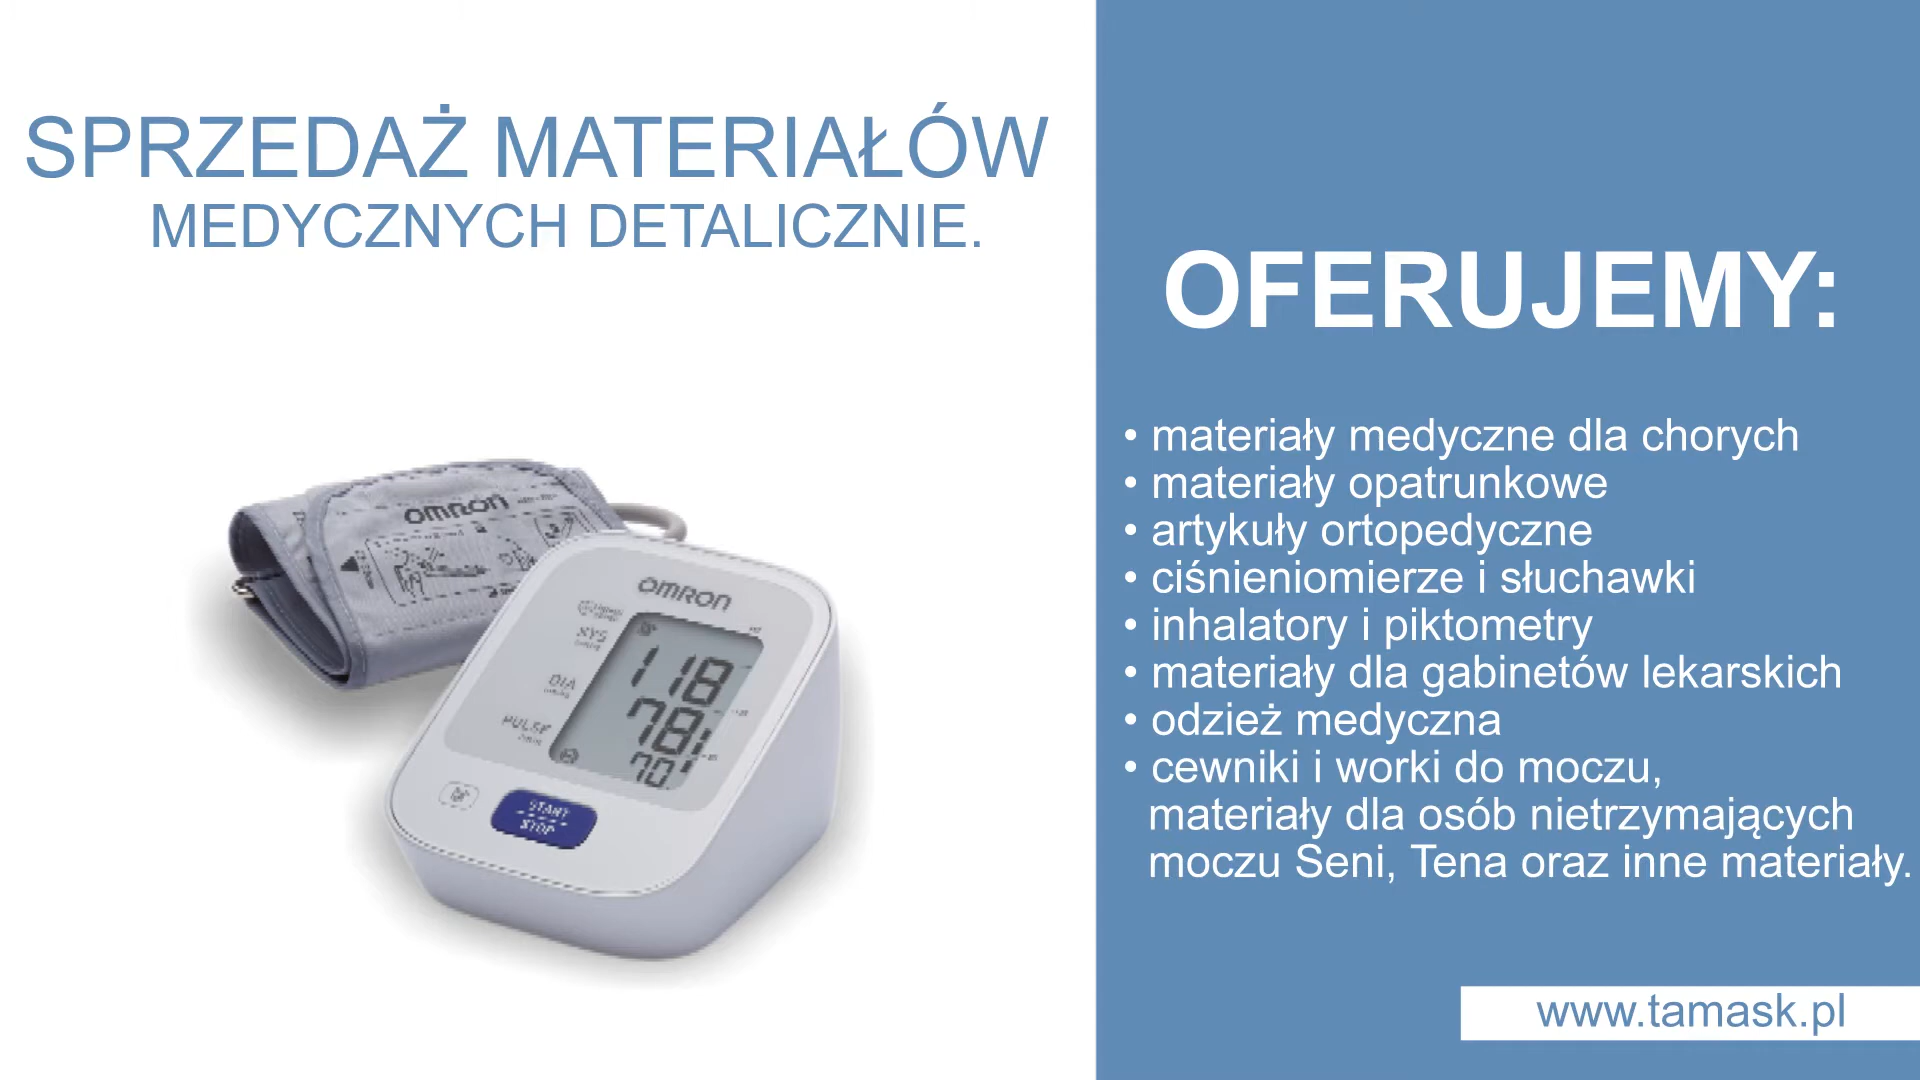 SPRZEDAŻ MATERIAŁÓW
MEDYCZNYCH DETALICZNIE.
OMRON
OMRON
SYS
DIA
PULSE
118
78
70
START
STOP
OFERUJEMY:
• materiały medyczne dla chorych
• materiały opatrunkowe
• artykuły ortopedyczne
• ciśnieniomierze i słuchawki
• inhalatory i piktometry
• materiały dla gabinetów lekarskich
• odzież medyczna
• cewniki i worki do moczu,
materiały dla osób nietrzymających
moczu Seni, Tena oraz inne materiały.
www.tamask.pl